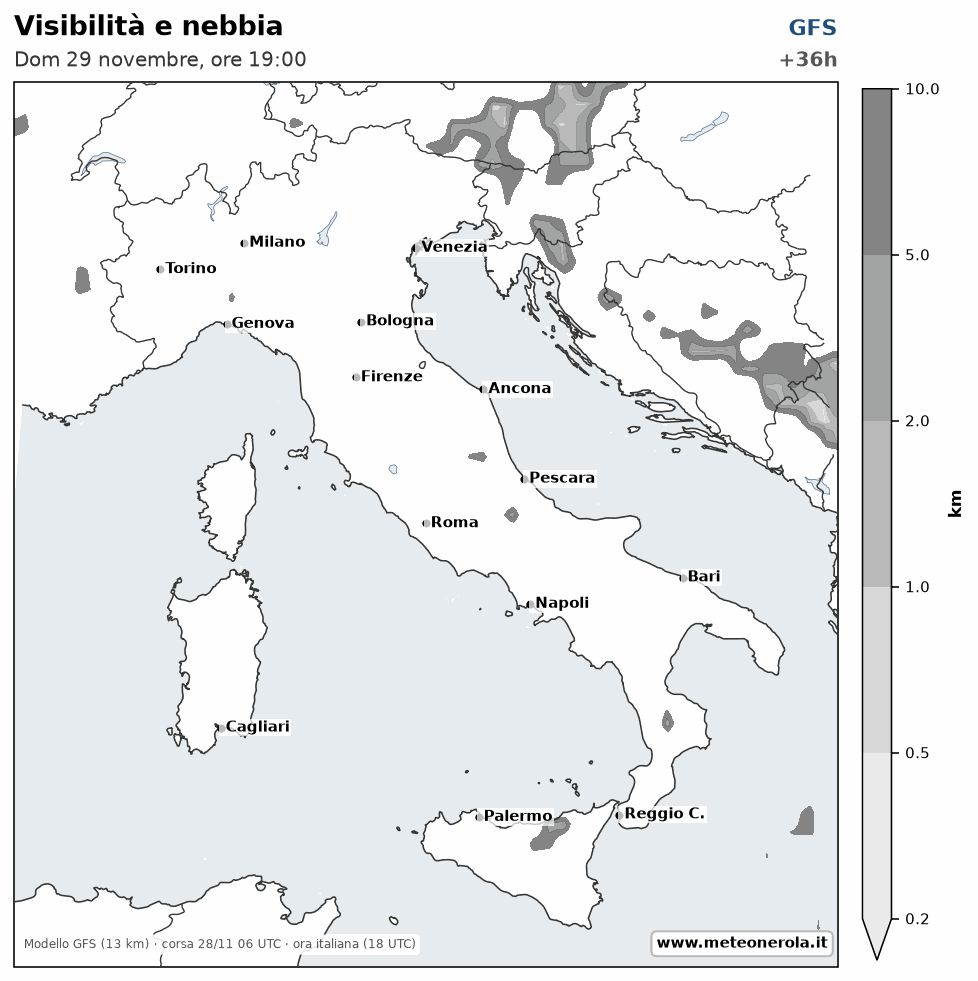 Visibilità e nebbia
GFS
Dom 29 novembre, ore 19:00
+36h
10.0
5.0
2.0
1.0
0.5
0.2
km
Milano
Venezia
Torino
Genova
Bologna
Firenze
Ancona
Pescara
Roma
Bari
Napoli
Cagliari
Palermo
Reggio C.
Modello GFS (13 km) · corsa 28/11 06 UTC · ora italiana (18 UTC)
www.meteonerola.it